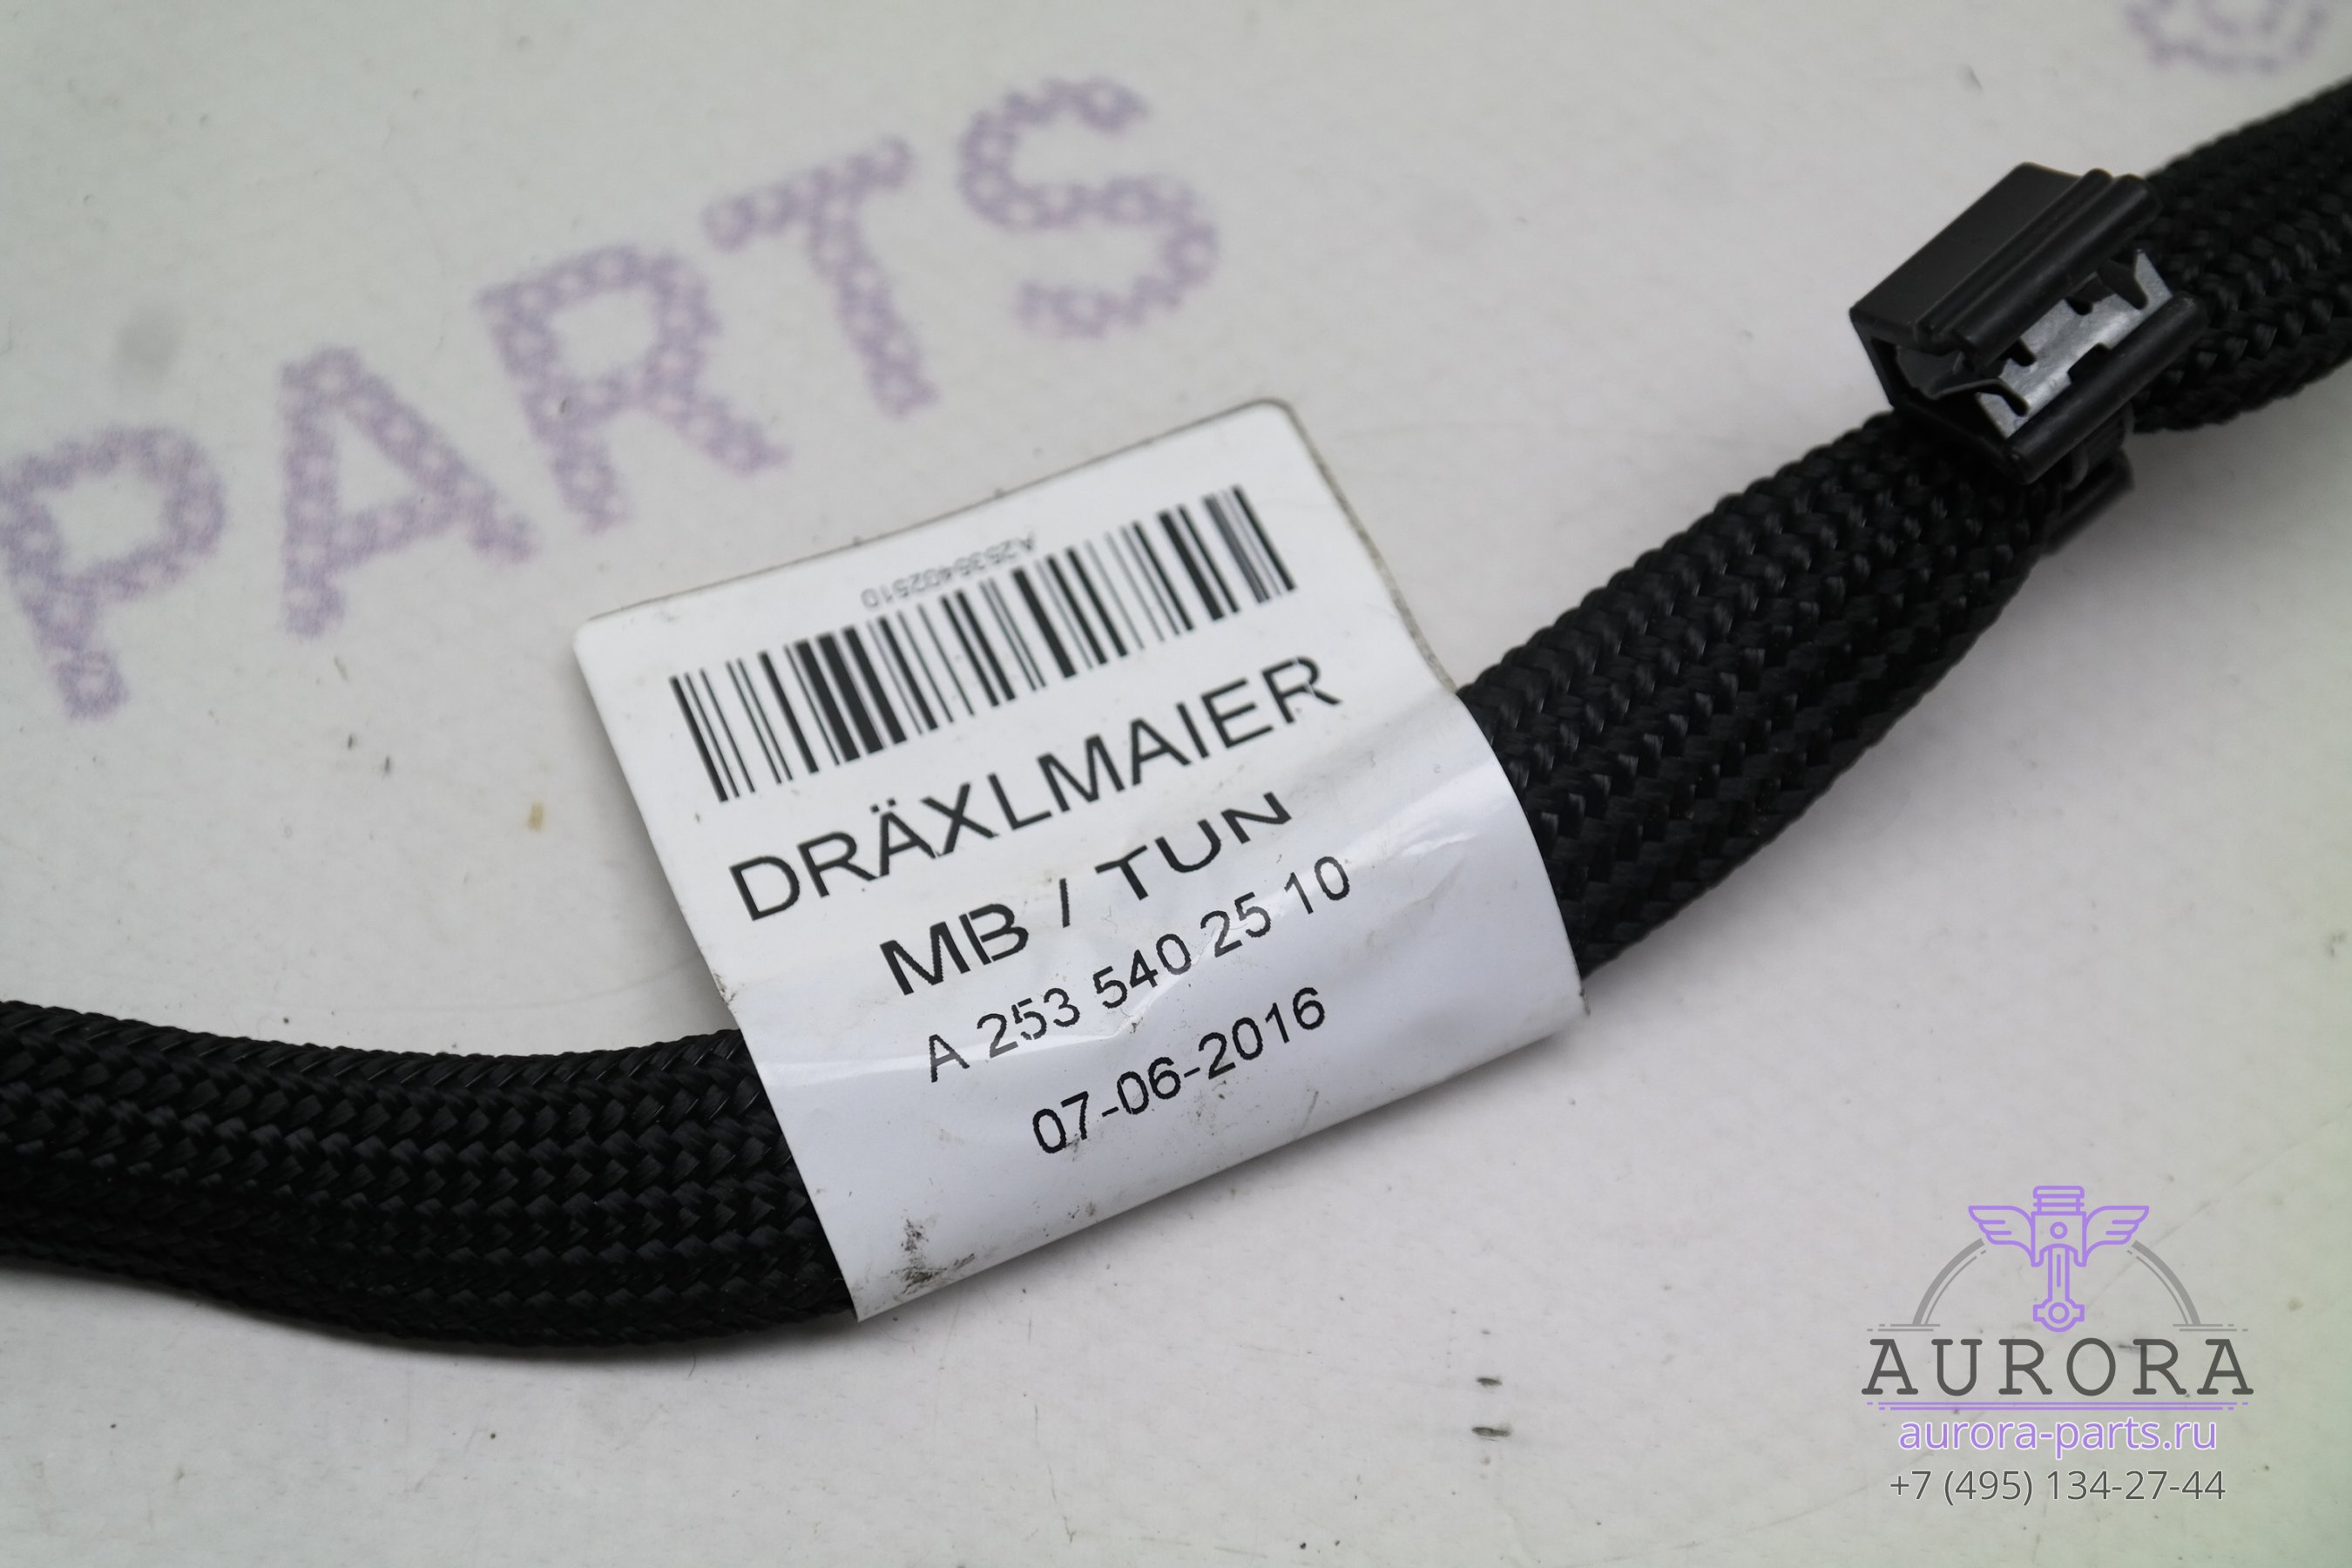 PARTS
A2535402510
DRÄXLMAIER
MB / TUN
A 253 540 25 10
07-06-2016
AURORA
aurora-parts.ru
+7 (495) 134-27-44